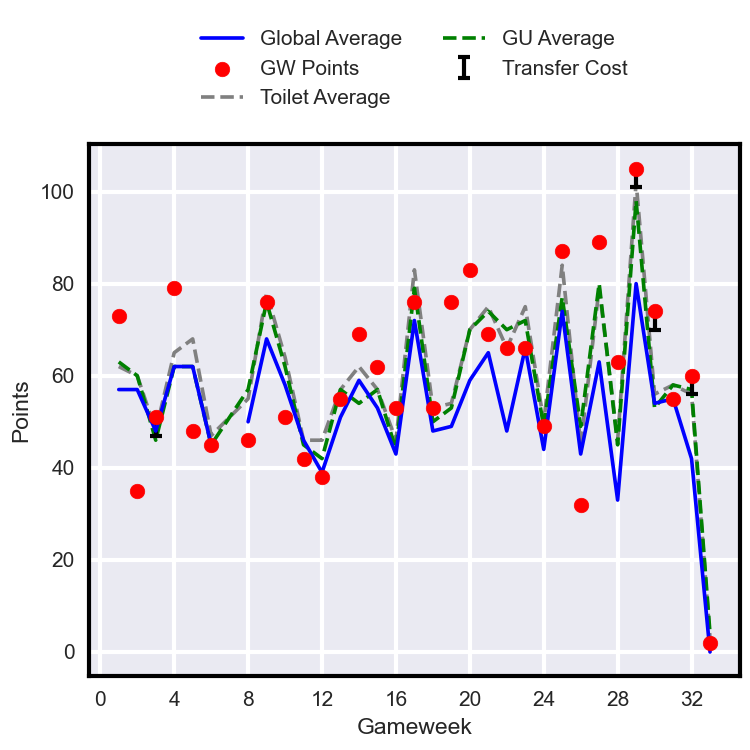 Global Average
GW Points
Toilet Average
GU Average
Transfer Cost
Points
100
80
60
40
20
0
0 4 8 12 16 20 24 28 32
Gameweek